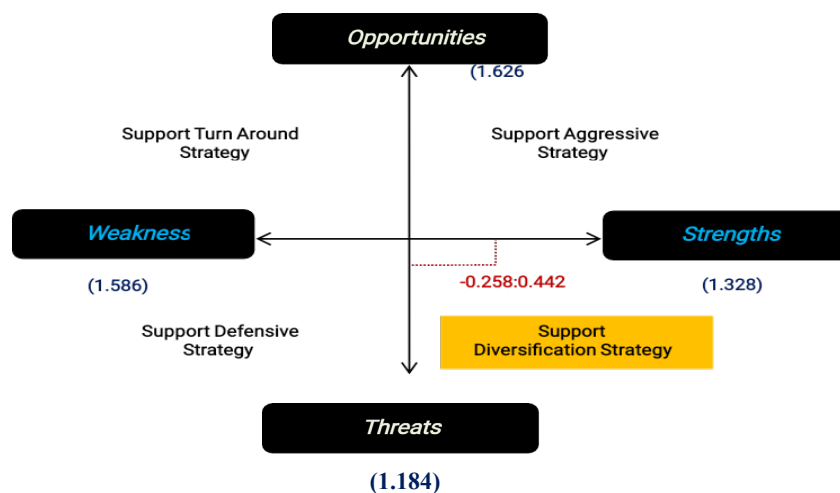 Opportunities
(1.626
Support Turn Around
Strategy
Support Aggressive
Strategy
Weakness
Strengths
(1.586)
-0.258:0.442
(1.328)
Support Defensive
Strategy
Support
Diversification Strategy
Threats
(1.184)